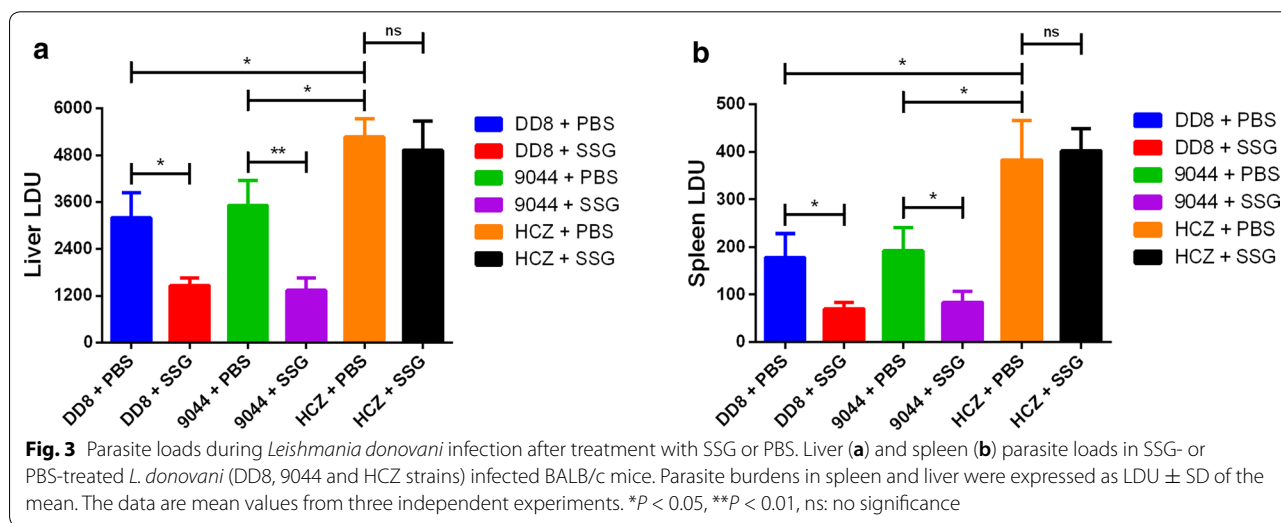 a
ns
*
*
*
**
6000
4800
3600
2400
1200
0
Liver LDU
DD8 + PBS
DD8 + SSG
9044 + PBS
9044 + SSG
HCZ + PBS
HCZ + SSG
DD8 + PBS
DD8 + SSG
9044 + PBS
9044 + SSG
HCZ + PBS
HCZ + SSG
b
ns
*
*
*
*
500
400
300
200
100
0
Spleen LDU
DD8 + PBS
DD8 + SSG
9044 + PBS
9044 + SSG
HCZ + PBS
HCZ + SSG
DD8 + PBS
DD8 + SSG
9044 + PBS
9044 + SSG
HCZ + PBS
HCZ + SSG
Fig. 3 Parasite loads during Leishmania donovani infection after treatment with SSG or PBS. Liver (a) and spleen (b) parasite loads in SSG- or
PBS-treated L. donovani (DD8, 9044 and HCZ strains) infected BALB/c mice. Parasite burdens in spleen and liver were expressed as LDU ± SD of the
mean. The data are mean values from three independent experiments. *P < 0.05, **P < 0.01, ns: no significance